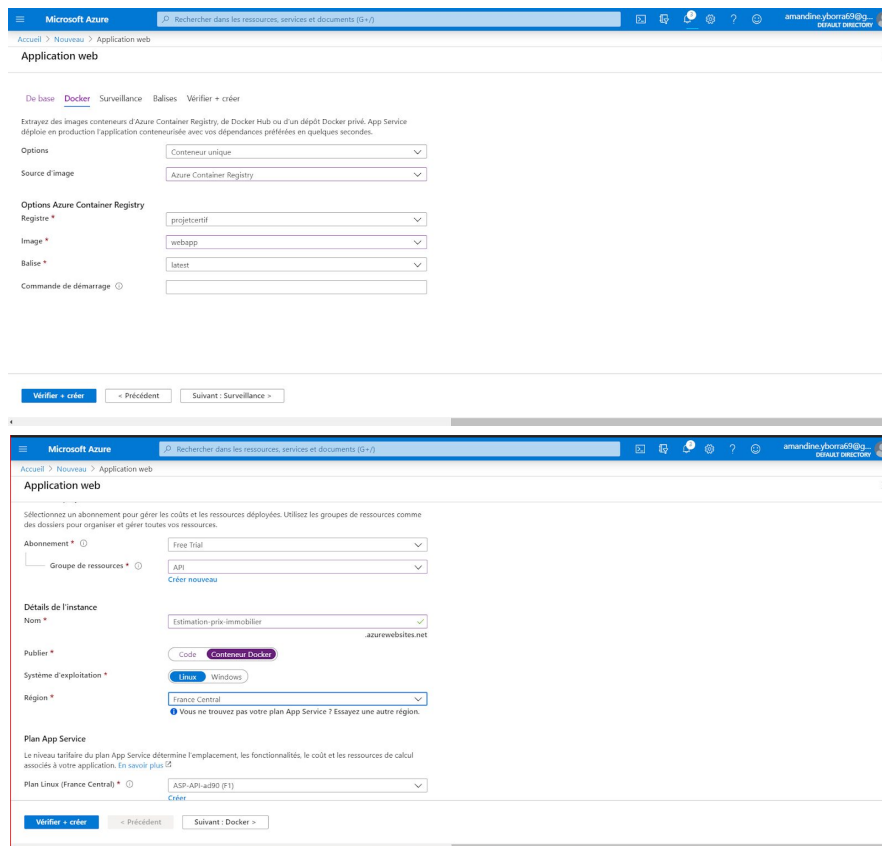 Microsoft Azure
Rechercher dans les ressources, services et documents (G+/)
amandine.yborra69@g...
DEFAULT DIRECTORY
Accueil > Nouveau > Application web
Application web
De base Docker Surveillance Balises Vérifier + créer
Extrayez des images conteneurs d'Azure Container Registry, de Docker Hub ou d'un dépôt Docker privé. App Service
déploie en production l'application conteneurisée avec vos dépendances préférées en quelques secondes.
Options
Conteneur unique
Source d'image
Azure Container Registry
Options Azure Container Registry
Registre *
projetcertif
Image *
webapp
Balise *
latest
Commande de démarrage
Vérifier + créer
< Précédent
Suivant : Surveillance >
Microsoft Azure
Rechercher dans les ressources, services et documents (G+/)
amandine.yborra69@g...
DEFAULT DIRECTORY
Accueil > Nouveau > Application web
Application web
Sélectionnez un abonnement pour gérer les coûts et les ressources déployées. Utilisez les groupes de ressources comme
des dossiers pour organiser et gérer toutes vos ressources.
Abonnement *
Free Trial
Groupe de ressources *
API
Créer nouveau
Détails de l'instance
Nom *
Estimation-prix-immobilier
.azurewebsites.net
Publier *
Code Conteneur Docker
Système d'exploitation *
Linux Windows
Région *
France Central
Vous ne trouvez pas votre plan App Service ? Essayez une autre région.
Plan App Service
Le niveau tarifaire du plan App Service détermine l'emplacement, les fonctionnalités, le coût et les ressources de calcul
associés à votre application. En savoir plus
Plan Linux (France Central) *
ASP-API-ad90 (F1)
Créer
Vérifier + créer
< Précédent
Suivant : Docker >